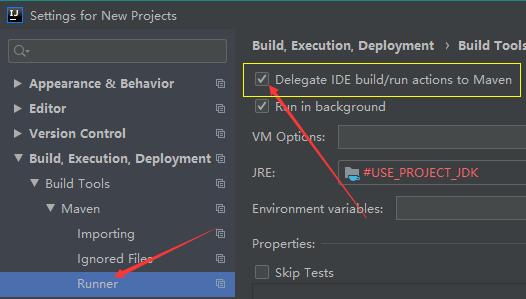 IJ Settings for New Projects
Appearance & Behavior
Editor
Version Control
Build, Execution, Deployment
Build Tools
Maven
Importing
Ignored Files
Runner
Build, Execution, Deployment › Build Tools
Delegate IDE build/run actions to Maven
Run in background
VM Options:
JRE: #USE_PROJECT_JDK
Environment variables:
Properties:
Skip Tests